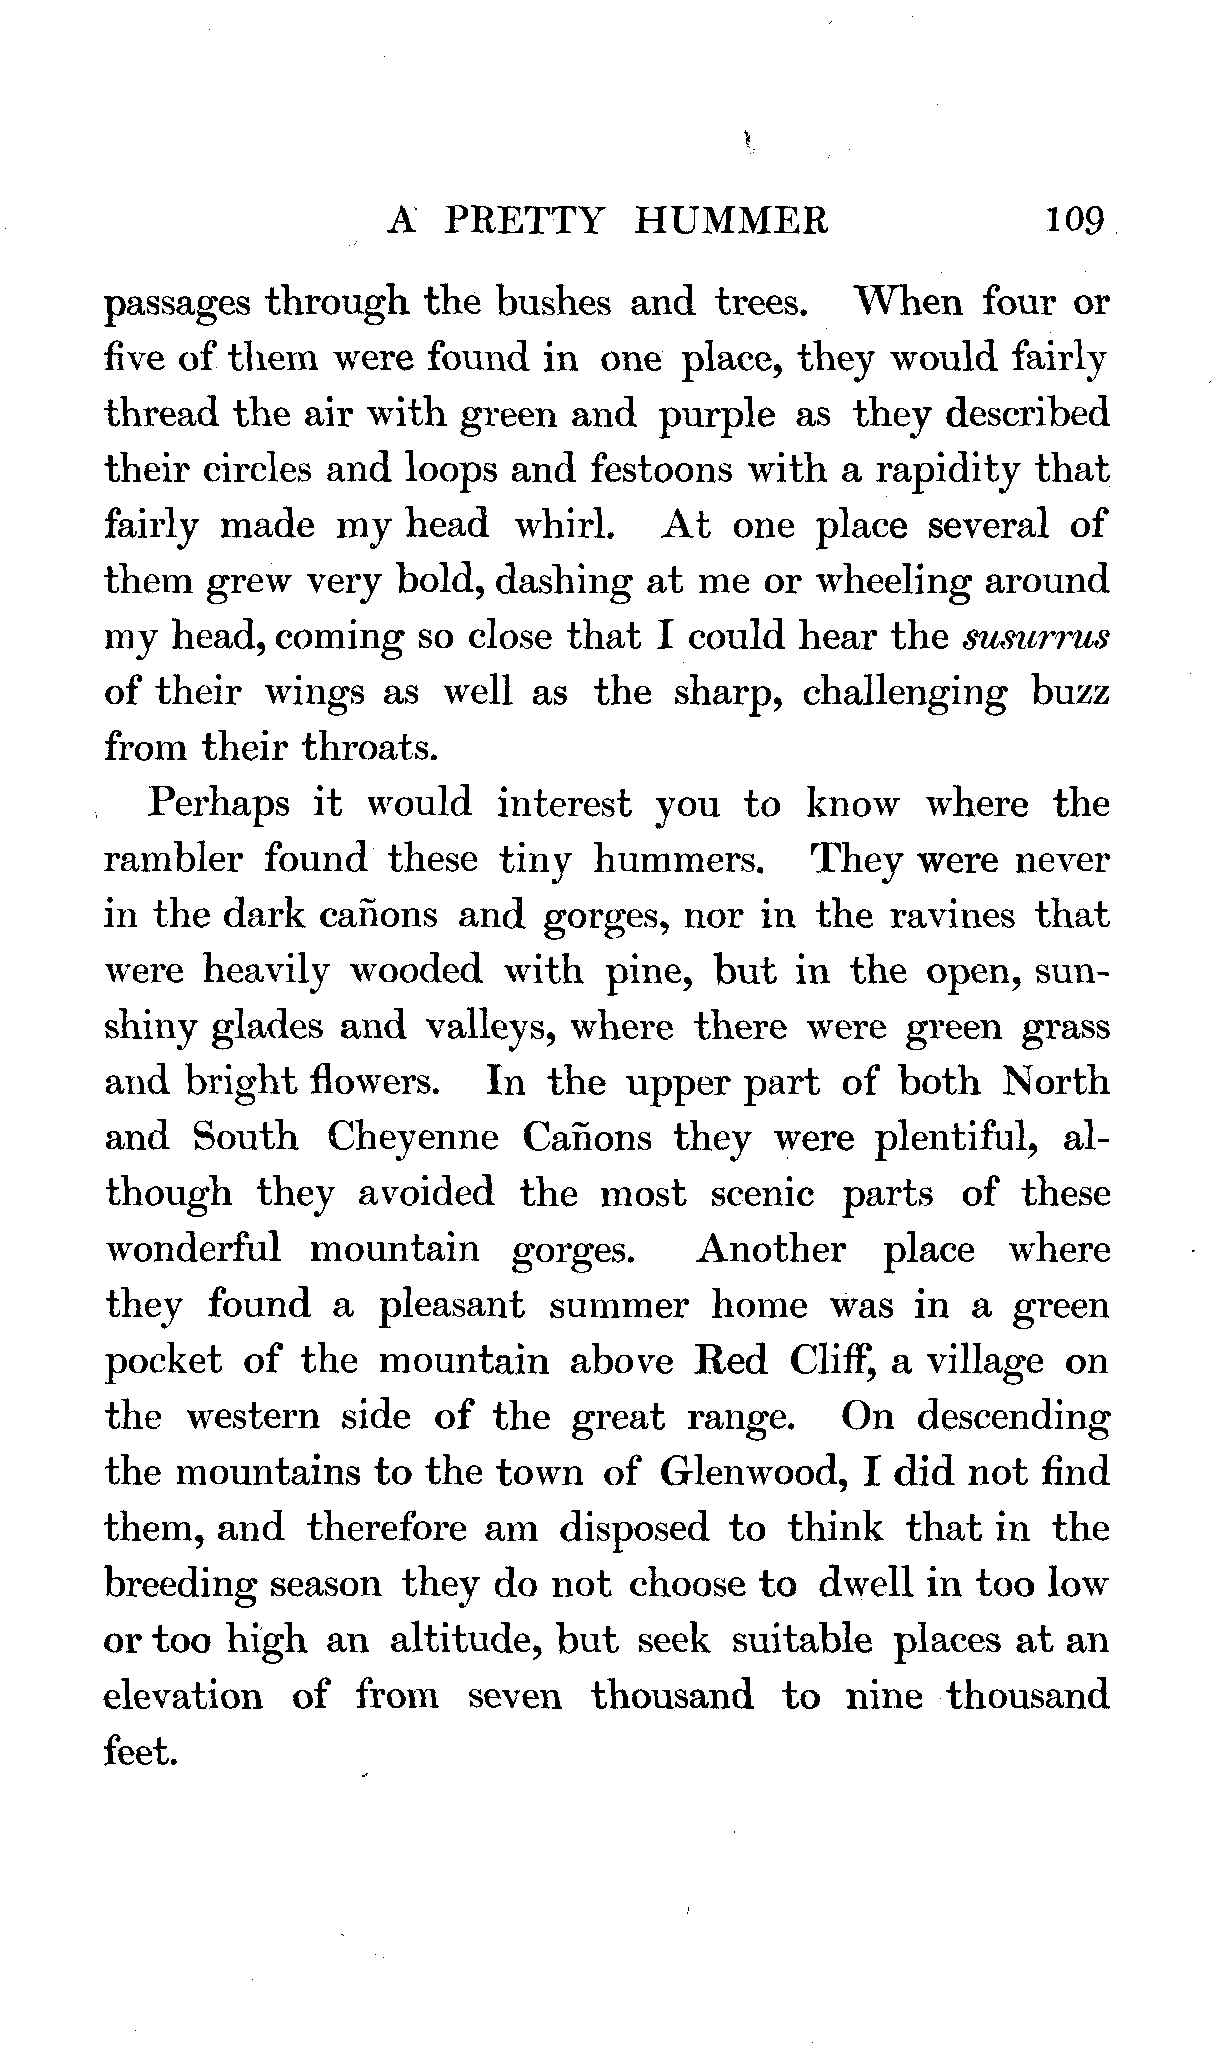 A PRETTY HUMMER 109
passages through the bushes and trees. When four or
five of them were found in one place, they would fairly
thread the air with green and purple as they described
their circles and loops and festoons with a rapidity that
fairly made my head whirl. At one place several of
them grew very bold, dashing at me or wheeling around
my head, coming so close that I could hear the susurrus
of their wings as well as the sharp, challenging buzz
from their throats.
Perhaps it would interest you to know where the
rambler found these tiny hummers. They were never
in the dark cañons and gorges, nor in the ravines that
were heavily wooded with pine, but in the open, sun-
shiny glades and valleys, where there were green grass
and bright flowers. In the upper part of both North
and South Cheyenne Cañons they were plentiful, al-
though they avoided the most scenic parts of these
wonderful mountain gorges. Another place where
they found a pleasant summer home was in a green
pocket of the mountain above Red Cliff, a village on
the western side of the great range. On descending
the mountains to the town of Glenwood, I did not find
them, and therefore am disposed to think that in the
breeding season they do not choose to dwell in too low
or too high an altitude, but seek suitable places at an
elevation of from seven thousand to nine thousand
feet.